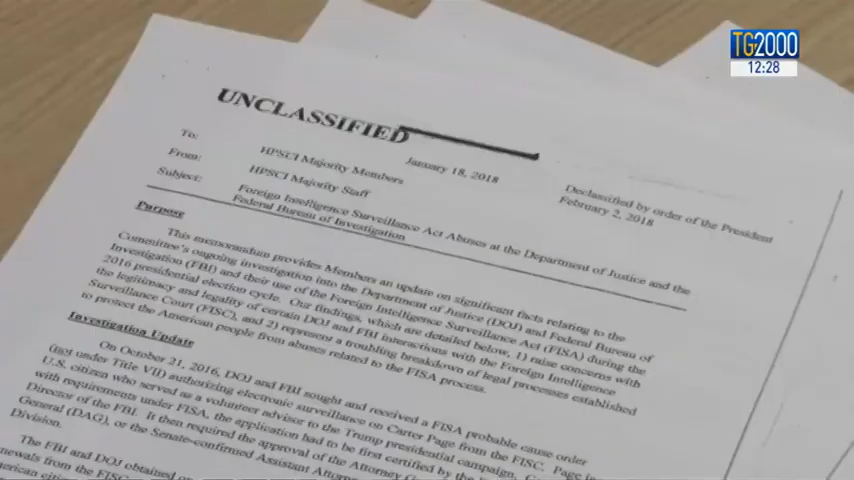 TG2000
12:28
UNCLASSIFIED
January 18, 2018
Declassified by order of the President
February 2, 2018
To: HPSCI Majority Members
From: HPSCI Majority Staff
Subject: Foreign Intelligence Surveillance Act Abuses at the Department of Justice and the
Federal Bureau of Investigation
Purpose
This memorandum provides Members an update on significant facts relating to the
Committee's ongoing investigation into the Department of Justice (DOJ) and Federal Bureau of
Investigation (FBI) and their use of the Foreign Intelligence Surveillance Act (FISA) during the
2016 presidential election cycle. Our findings, which are detailed below, 1) raise concerns with
the legitimacy and legality of certain DOJ and FBI interactions with the Foreign Intelligence
Surveillance Court (FISC), and 2) represent a troubling breakdown of legal processes established
to protect the American people from abuses related to the FISA process.
Investigation Update
On October 21, 2016, DOJ and FBI sought and received a FISA probable cause order
(not under Title VII) authorizing electronic surveillance on Carter Page from the FISC. Page is
U.S. citizen who served as a volunteer advisor to the Trump presidential campaign.
with requirements under FISA, the application had to be first certified by the
Director of the FBI. It then required the approval of the Attorney
General (DAG), or the Senate-confirmed Assistant Attorney
Division.
The FBI and DOJ obtained
newals from the FISC